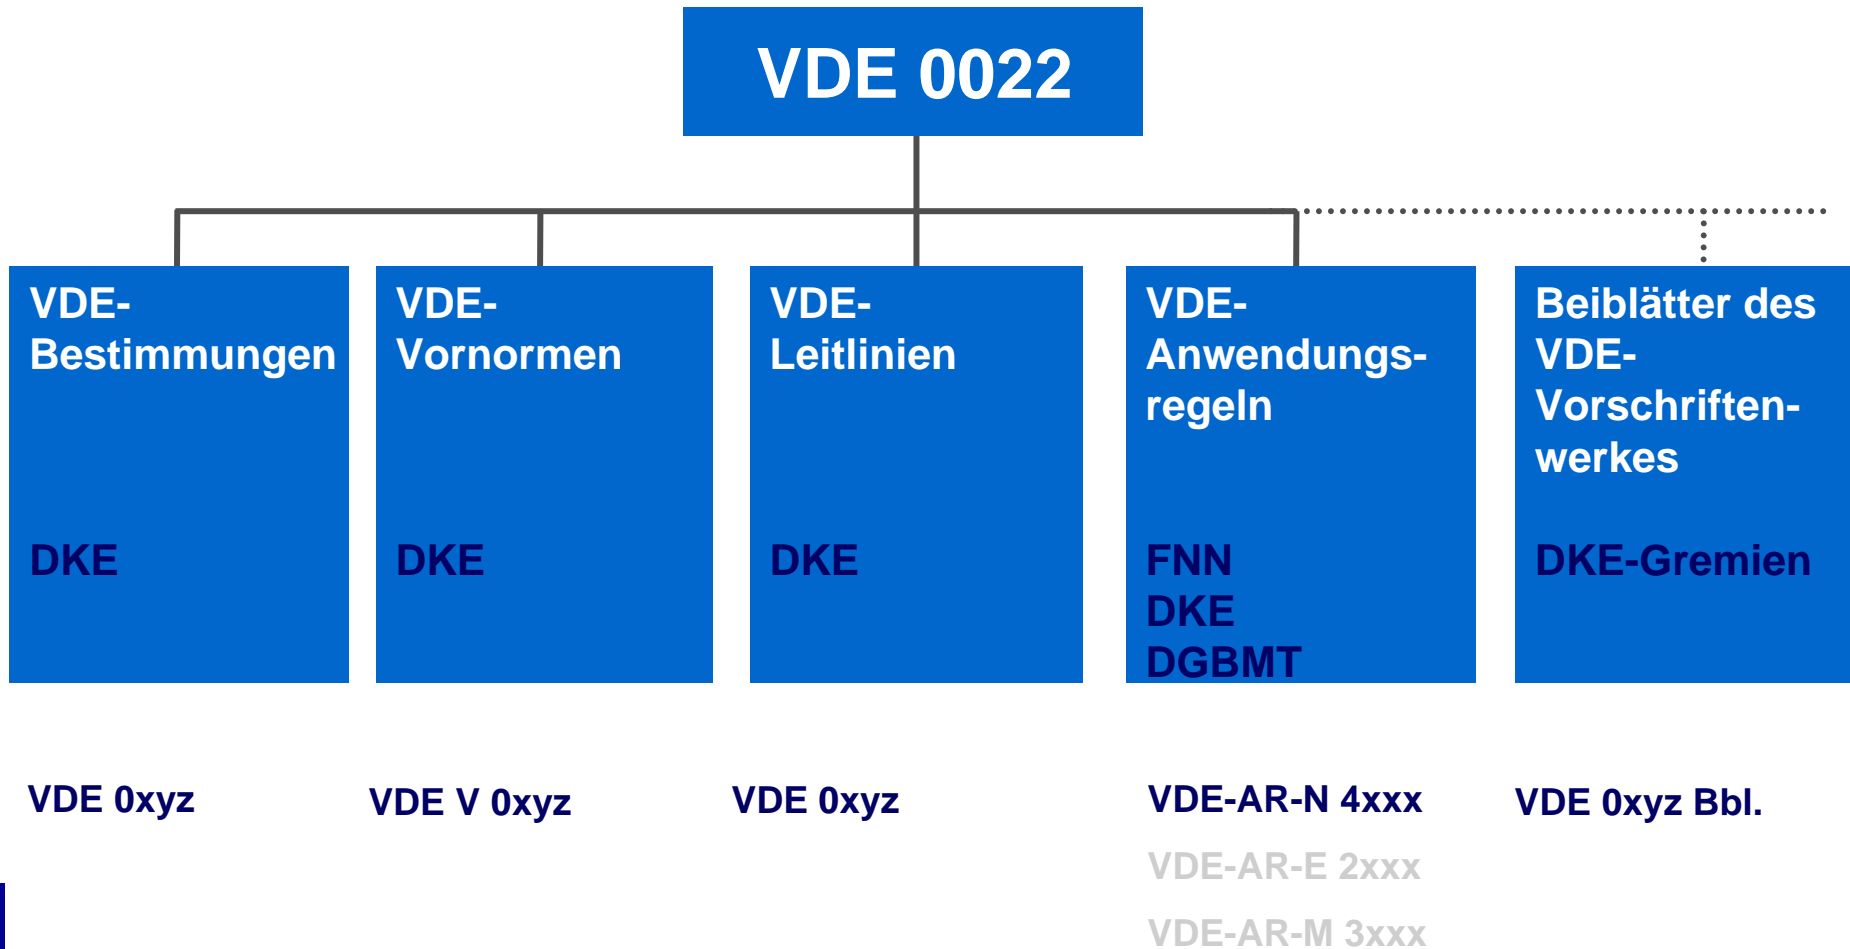 VDE 0022
VDE-
Bestimmungen
DKE
VDE-
Vornormen
DKE
VDE-
Leitlinien
DKE
VDE-
Anwendungs-
regeln
FNN
DKE
DGBMT
Beiblätter des
VDE-
Vorschriften-
werkes
DKE-Gremien
VDE 0xyz
VDE V 0xyz
VDE 0xyz
VDE-AR-N 4xxx
VDE-AR-E 2xxx
VDE-AR-M 3xxx
VDE 0xyz Bbl.